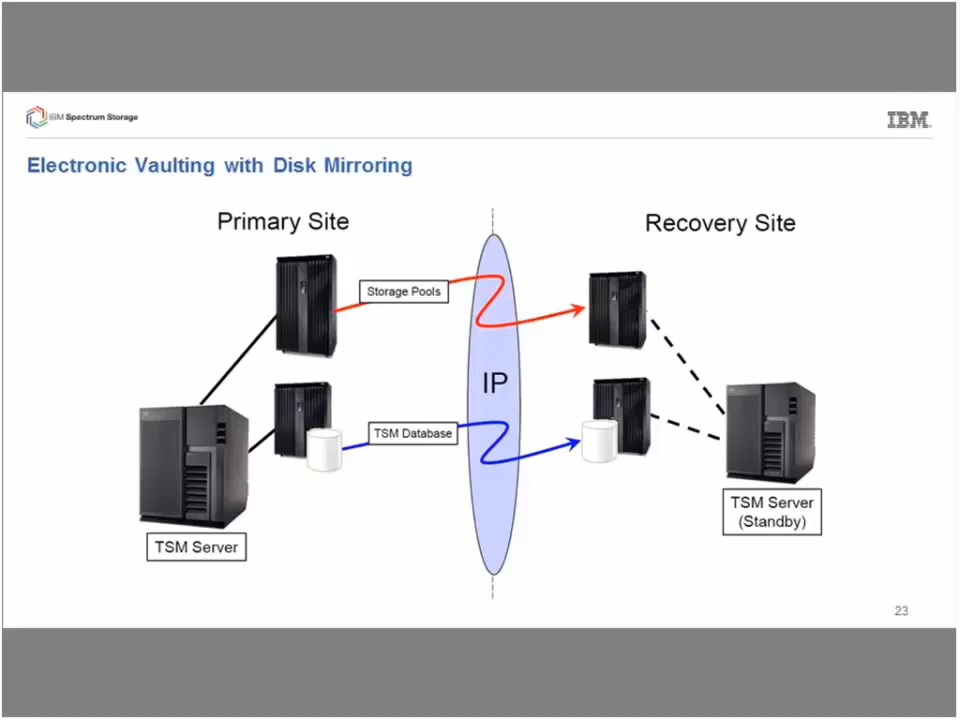 IBM Spectrum Storage
IBM
Electronic Vaulting with Disk Mirroring
Primary Site
Recovery Site
Storage Pools
IP
TSM Database
TSM Server
(Standby)
TSM Server
23